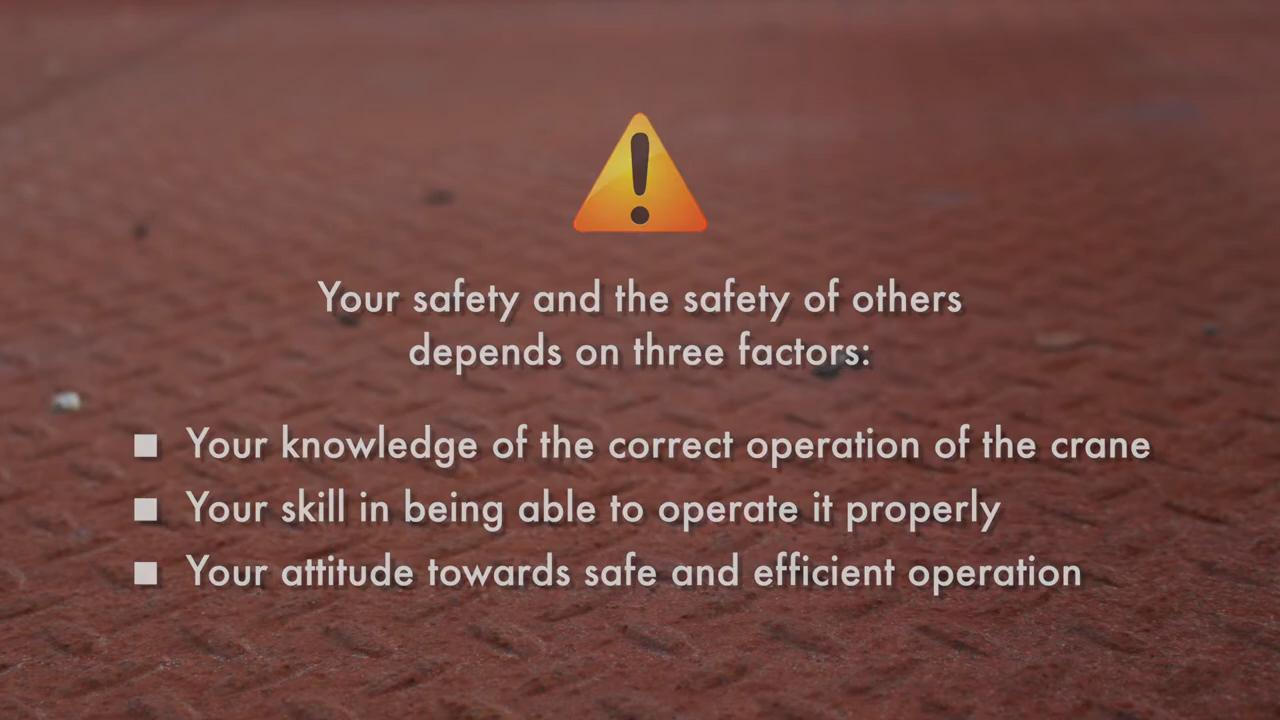 Your safety and the safety of others
depends on three factors:
■ Your knowledge of the correct operation of the crane
■ Your skill in being able to operate it properly
■ Your attitude towards safe and efficient operation